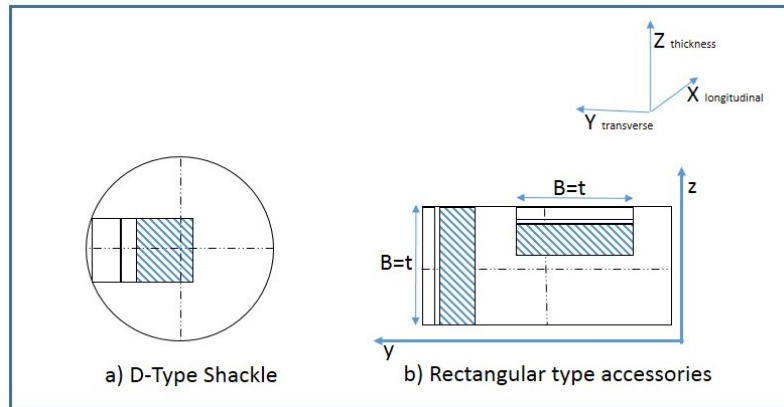 Z thickness
X longitudinal
Y transverse
B=t
z
B=t
y
a) D-Type Shackle
b) Rectangular type accessories